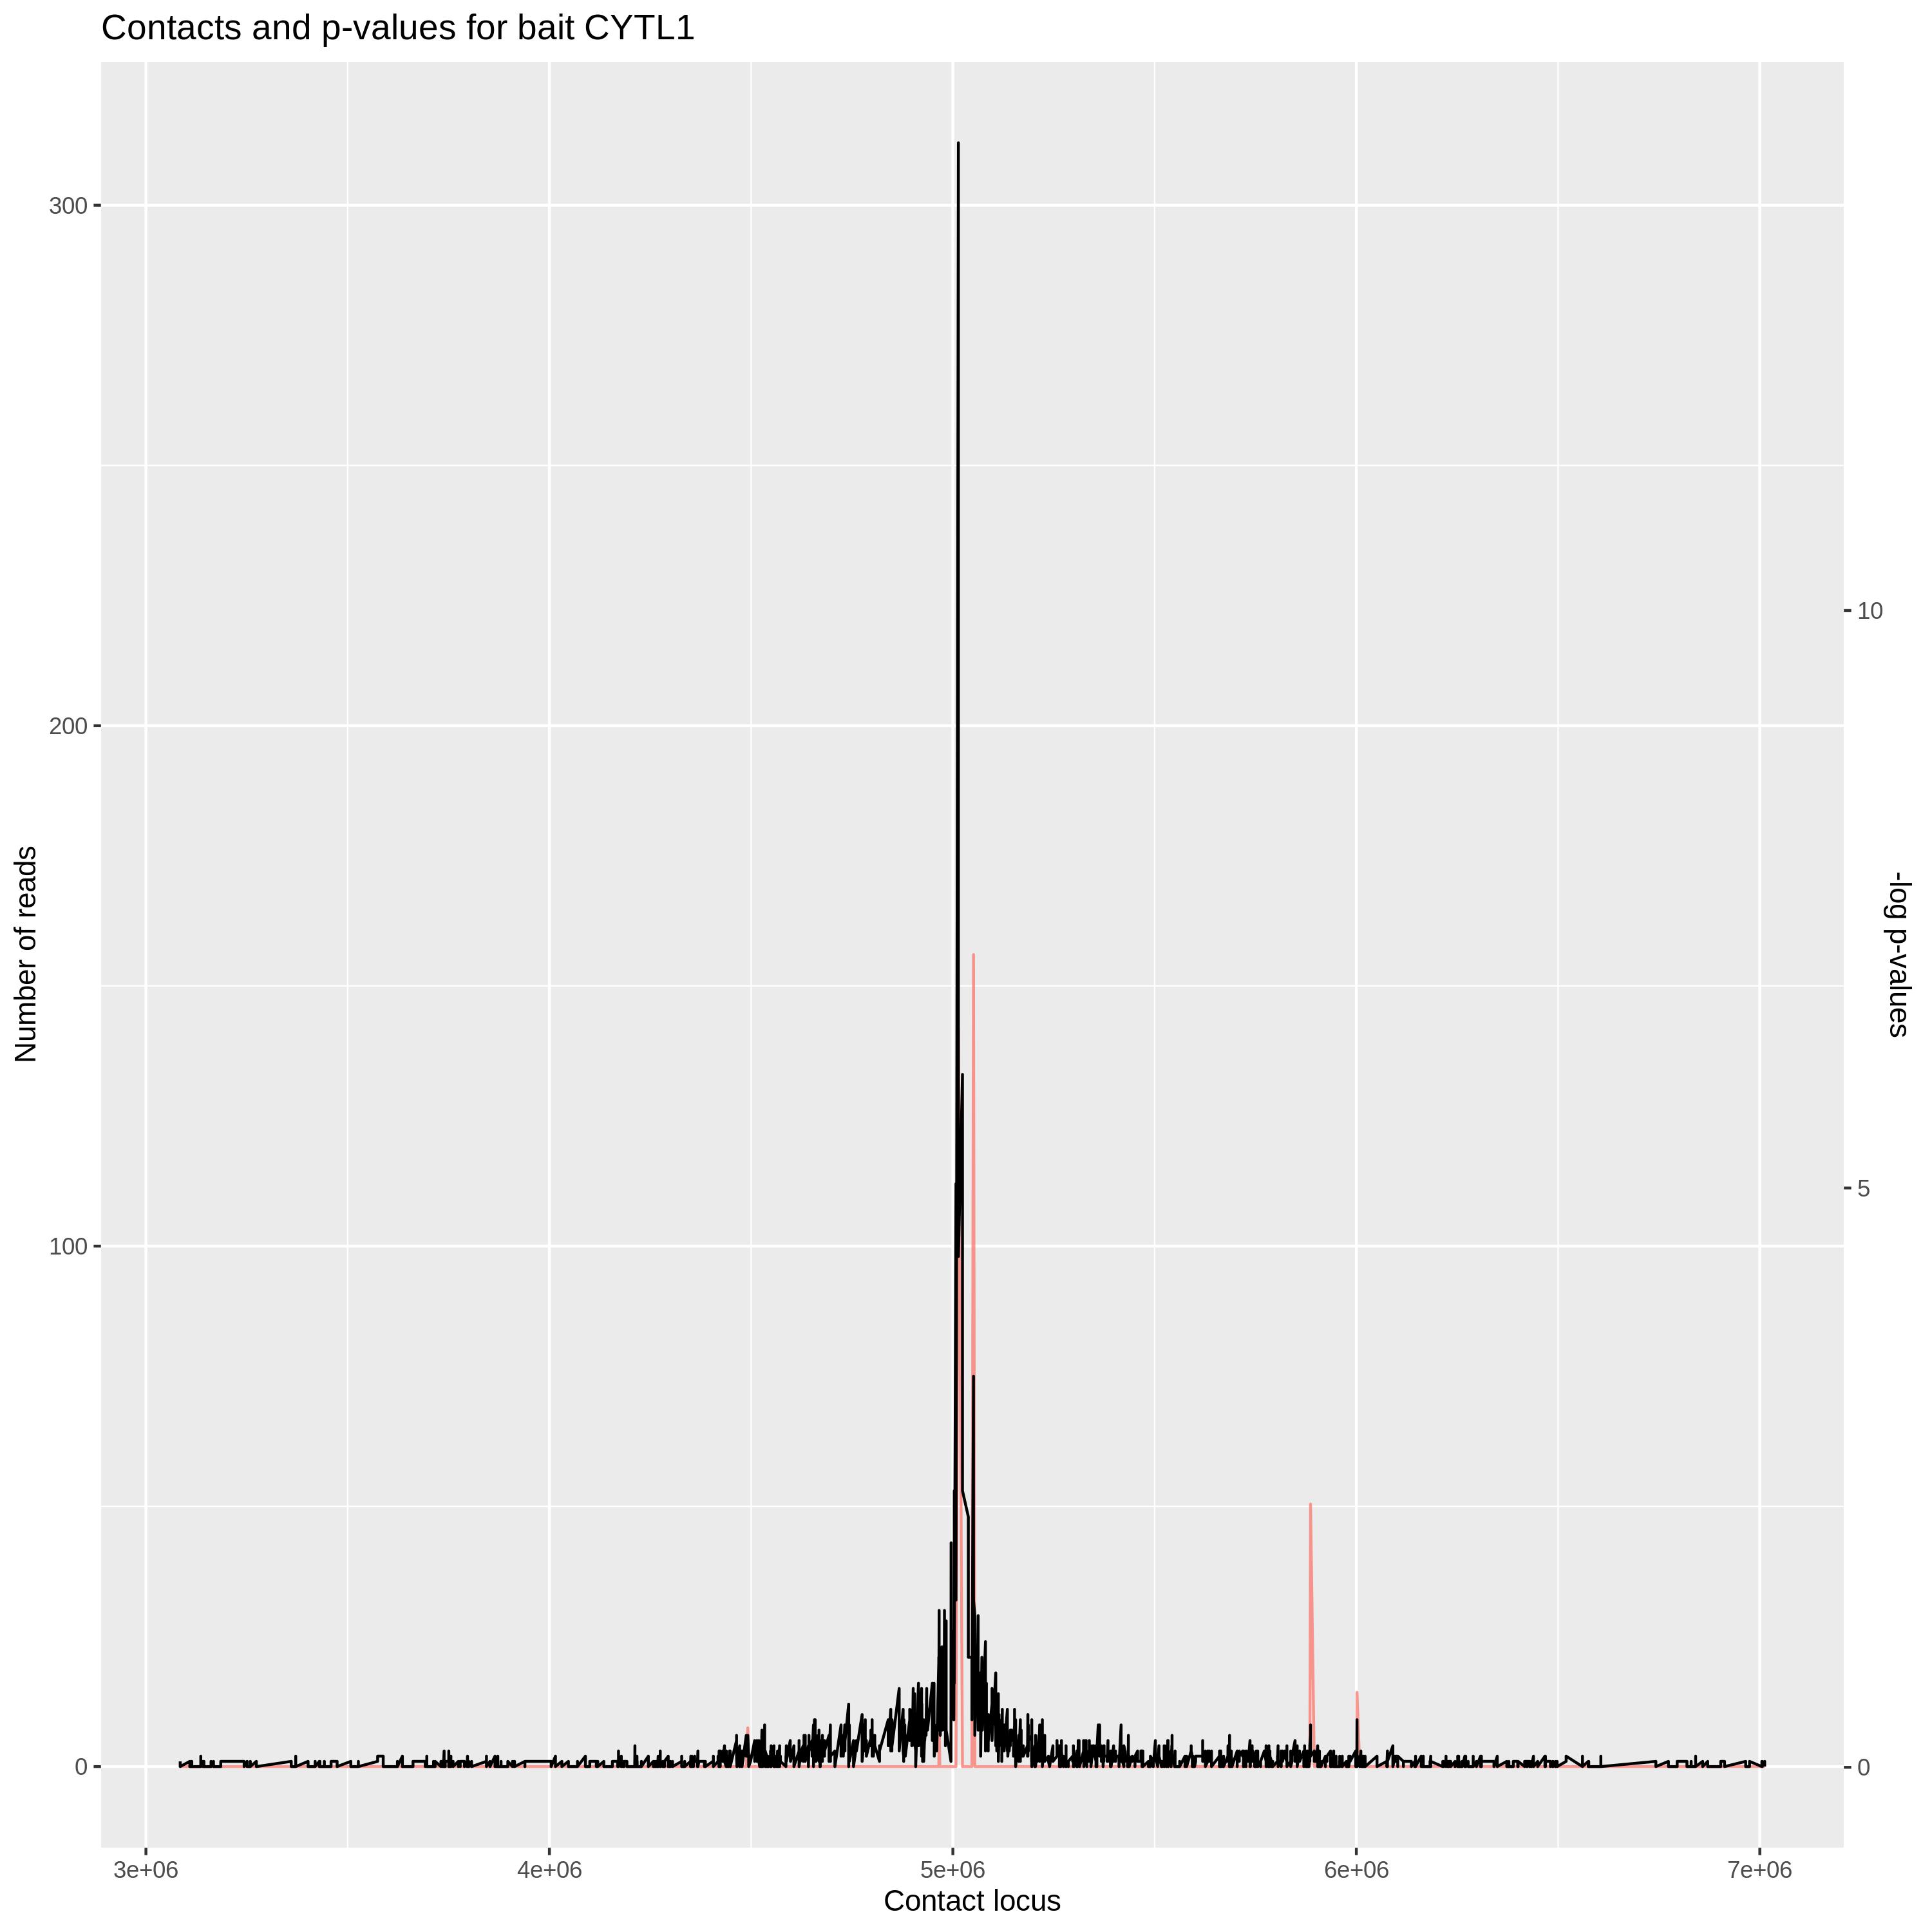 Contacts and p-values for bait CYTL1
Number of reads
300
200
100
0
10
5
0
-log p-values
3e+06
4e+06
5e+06
6e+06
7e+06
Contact locus